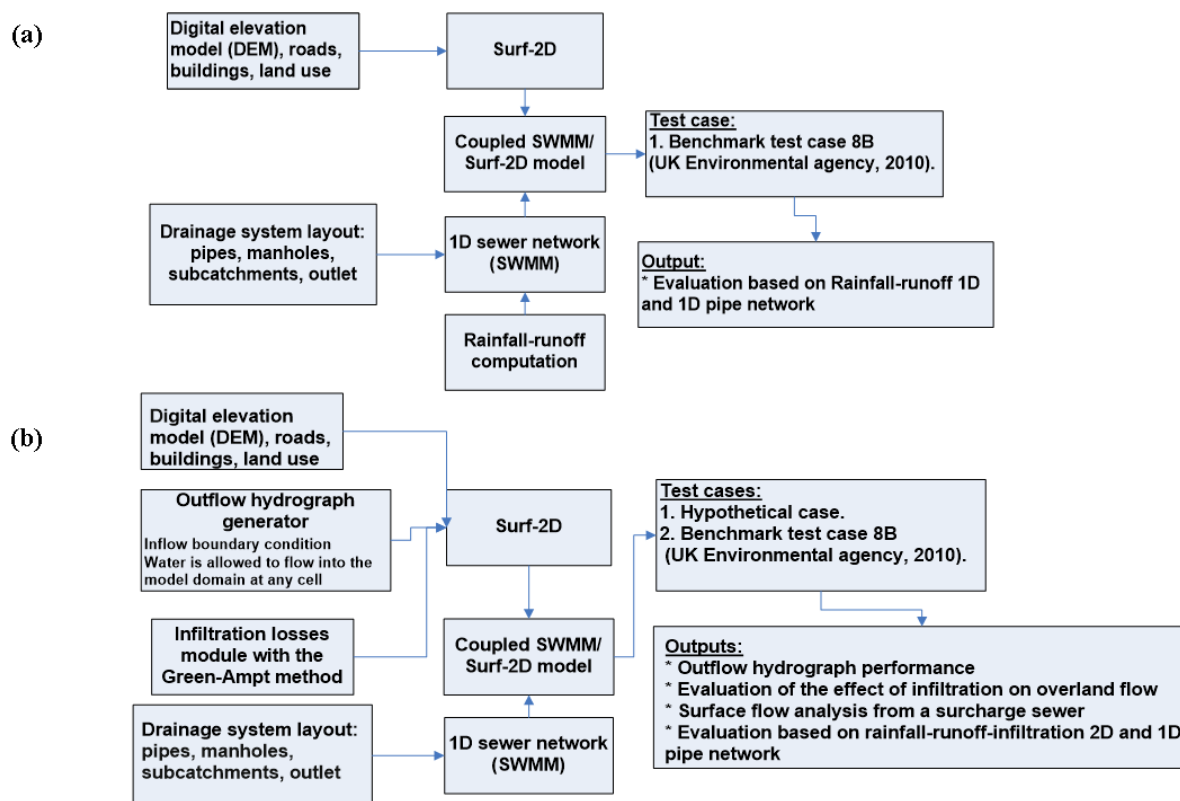 (a)
Digital elevation
model (DEM), roads,
buildings, land use
Surf-2D
Coupled SWMM/
Surf-2D model
Test case:
1. Benchmark test case 8B
(UK Environmental agency, 2010).
Drainage system layout:
pipes, manholes,
subcatchments, outlet
1D sewer network
(SWMM)
Output:
* Evaluation based on Rainfall-runoff 1D
and 1D pipe network
Rainfall-runoff
computation
(b)
Digital elevation
model (DEM), roads,
buildings, land use
Outflow hydrograph
generator
Inflow boundary condition
Water is allowed to flow into the
model domain at any cell
Surf-2D
Test cases:
1. Hypothetical case.
2. Benchmark test case 8B
(UK Environmental agency, 2010).
Infiltration losses
module with the
Green-Ampt method
Coupled SWMM/
Surf-2D model
Outputs:
* Outflow hydrograph performance
* Evaluation of the effect of infiltration on overland flow
* Surface flow analysis from a surcharge sewer
* Evaluation based on rainfall-runoff-infiltration 2D and 1D
pipe network
Drainage system layout:
pipes, manholes,
subcatchments, outlet
1D sewer network
(SWMM)